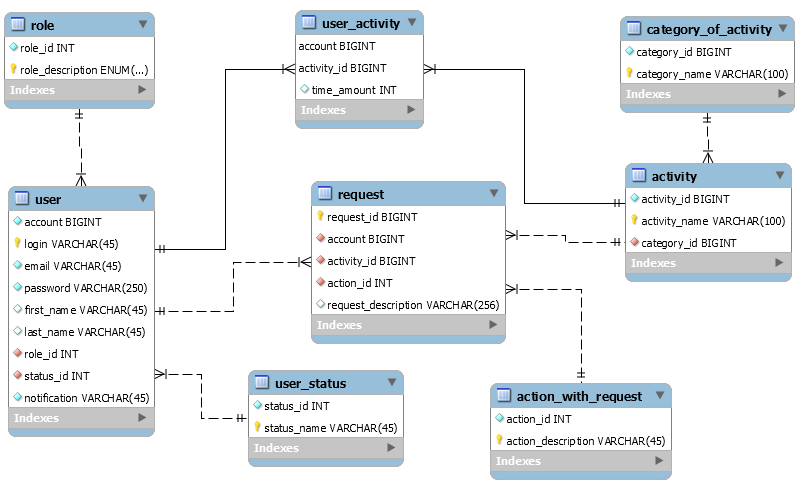 role
role_id INT
role_description ENUM(...)
Indexes
user_activity
account BIGINT
activity_id BIGINT
time_amount INT
Indexes
category_of_activity
category_id BIGINT
category_name VARCHAR(100)
Indexes
user
account BIGINT
login VARCHAR(45)
email VARCHAR(45)
password VARCHAR(250)
first_name VARCHAR(45)
last_name VARCHAR(45)
role_id INT
status_id INT
notification VARCHAR(45)
Indexes
request
request_id BIGINT
account BIGINT
activity_id BIGINT
action_id INT
request_description VARCHAR(256)
Indexes
activity
activity_id BIGINT
activity_name VARCHAR(100)
category_id BIGINT
Indexes
user_status
status_id INT
status_name VARCHAR(45)
Indexes
action_with_request
action_id INT
action_description VARCHAR(45)
Indexes